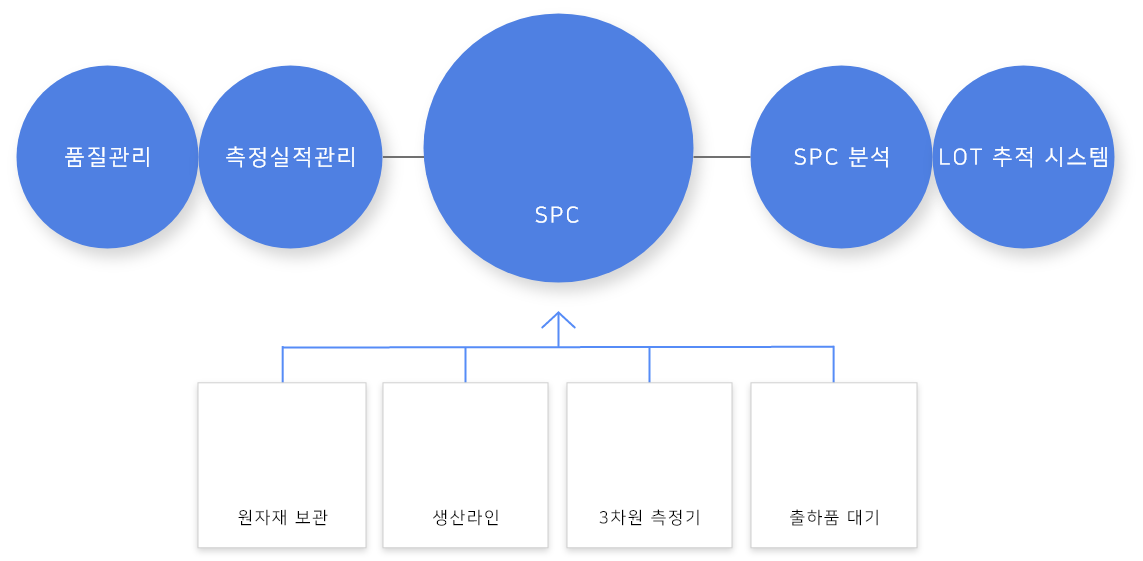 품질관리
측정실적관리
SPC
SPC 분석
LOT 추적 시스템
원자재 보관
생산라인
3차원 측정기
출하품 대기